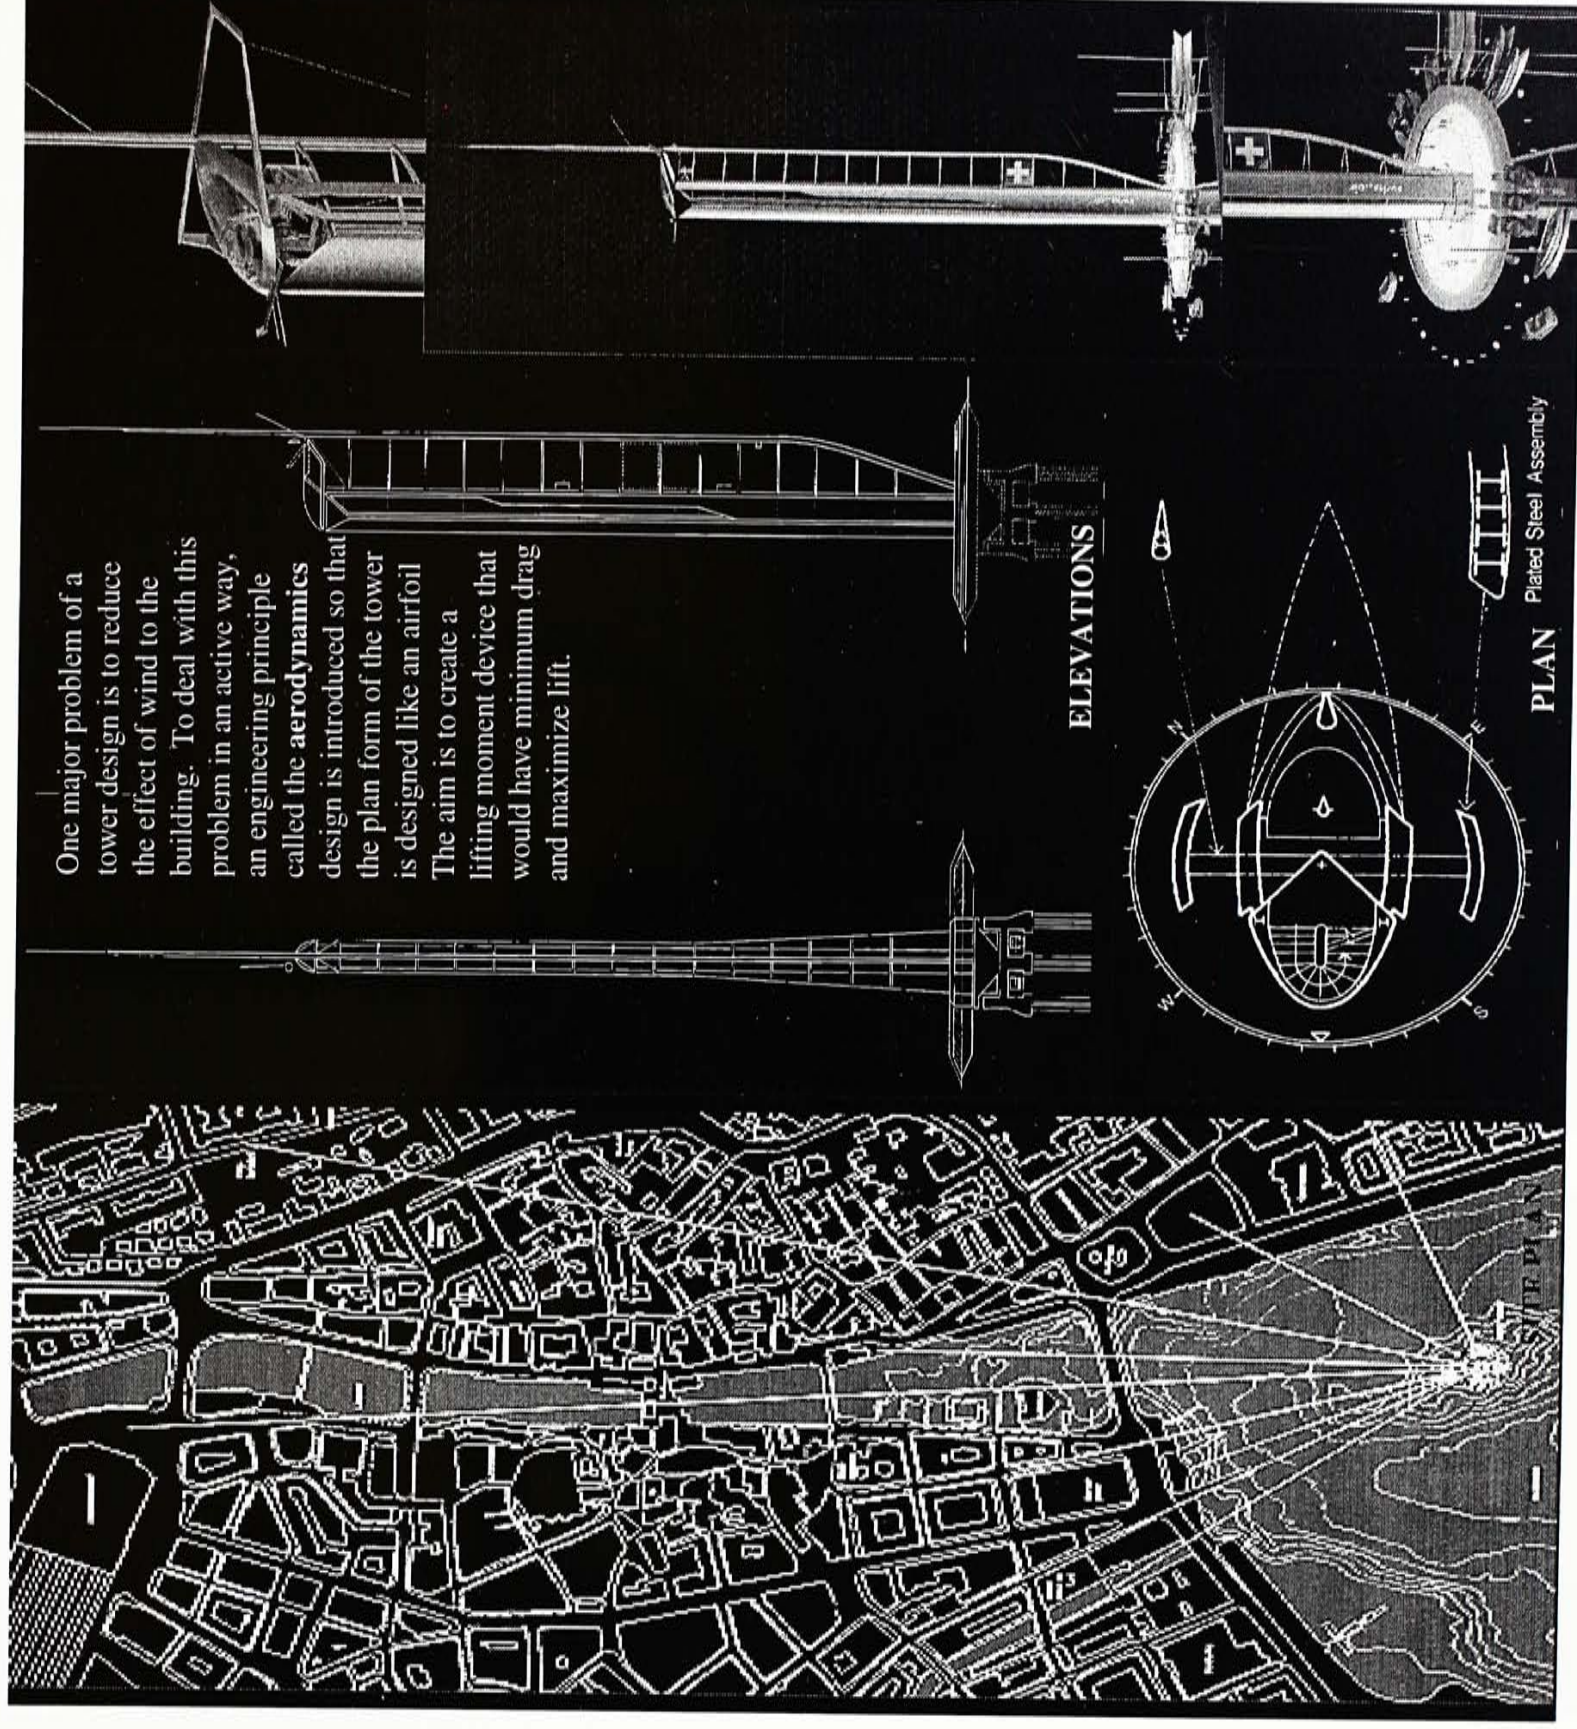 One major problem of a
tower design is to reduce
the effect of wind to the
building. To deal with this
problem in an active way,
an engineering principle
called the aerodynamics
design is introduced so that
the plan form of the tower
is designed like an airfoil
The aim is to create a
lifting moment device that
would have minimum drag
and maximize lift.
ELEVATIONS
N
E
S
W
PLAN
Plated Steel Assembly
SITE PLAN